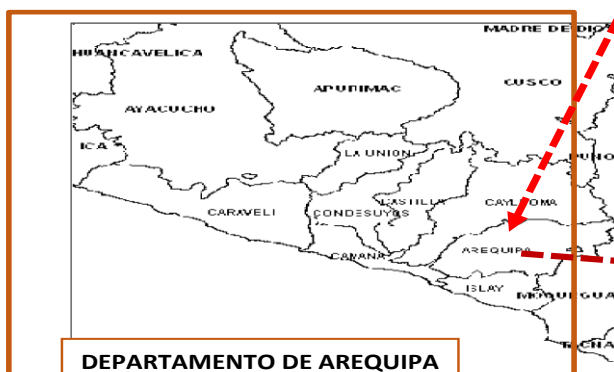 MADRE DE DIOS
HUANCAVELICA
CUSCO
APURIMAC
AYACUCHO
ICA
LA UNION
PUNO
CASTILLA
CAYLLOMA
CARAVELI
CONDESUYOS
AREQUIPA
CAMANA
ISLAY
MOQUEGUA
TACNA
DEPARTAMENTO DE AREQUIPA